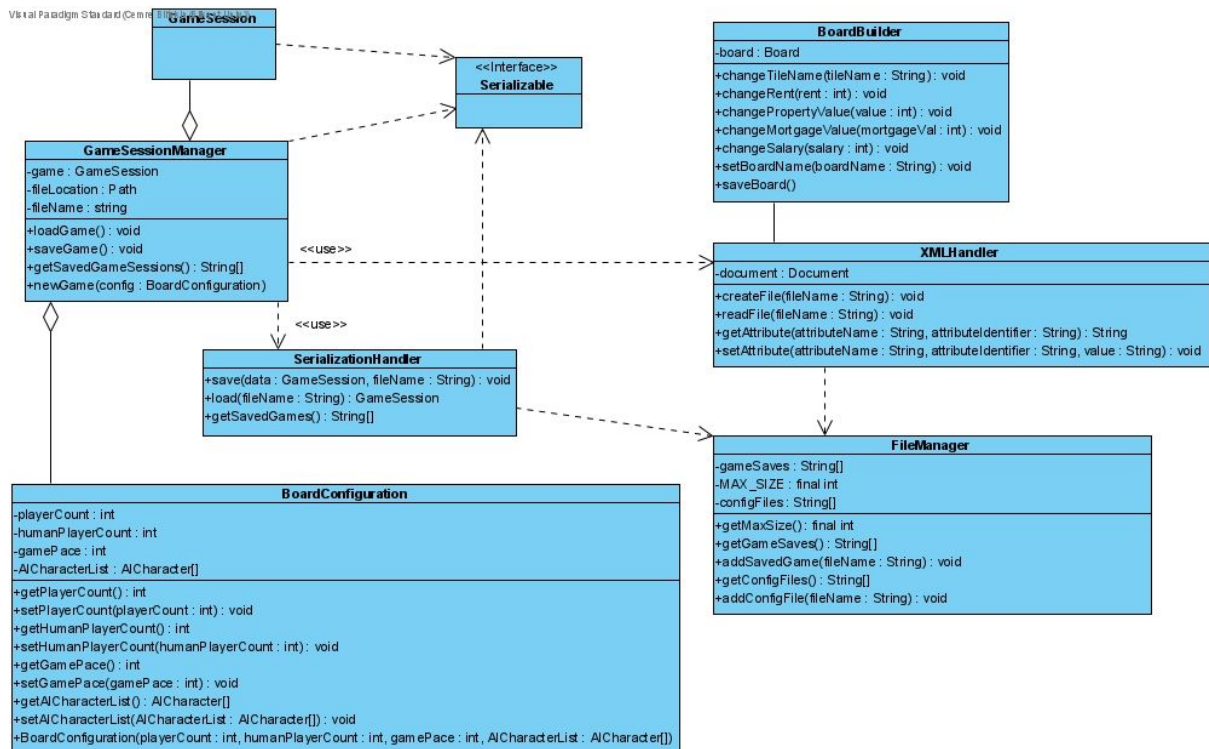 Visual Paradigm Standard
GameSession
<<Interface>>
Serializable
BoardBuilder
-board : Board
+changeTileName(tileName : String) : void
+changeRent(rent : int) : void
+changePropertyValue(value : int) : void
+changeMortgageValue(mortgageVal : int) : void
+changeSalary(salary : int) : void
+setBoardName(boardName : String) : void
+saveBoard()
GameSessionManager
-game : GameSession
-fileLocation : Path
-fileName : string
+loadGame() : void
+saveGame() : void
+getSavedGameSessions() : String[]
+newGame(config : BoardConfiguration)
<<use>>
XMLHandler
-document : Document
+createFile(fileName : String) : void
+readFile(fileName : String) : void
+getAttribute(attributeName : String, attributeIdentifier : String) : String
+setAttribute(attributeName : String, attributeIdentifier : String, value : String) : void
<<use>>
SerializationHandler
+save(data : GameSession, fileName : String) : void
+load(fileName : String) : GameSession
+getSavedGames() : String[]
FileManager
-gameSaves : String[]
-MAX_SIZE : final int
-configFiles : String[]
+getMaxSize() : final int
+getGameSaves() : String[]
+addSavedGame(fileName : String) : void
+getConfigFiles() : String[]
+addConfigFile(fileName : String) : void
BoardConfiguration
-playerCount : int
-humanPlayerCount : int
-gamePace : int
-AICharacterList : AICharacter[]
+getPlayerCount() : int
+setPlayerCount(playerCount : int) : void
+getHumanPlayerCount() : int
+setHumanPlayerCount(humanPlayerCount : int) : void
+getGamePace() : int
+setGamePace(gamePace : int) : void
+getAICharacterList() : AICharacter[]
+setAICharacterList(AICharacterList : AICharacter[]) : void
+BoardConfiguration(playerCount : int, humanPlayerCount : int, gamePace : int, AICharacterList : AICharacter[])